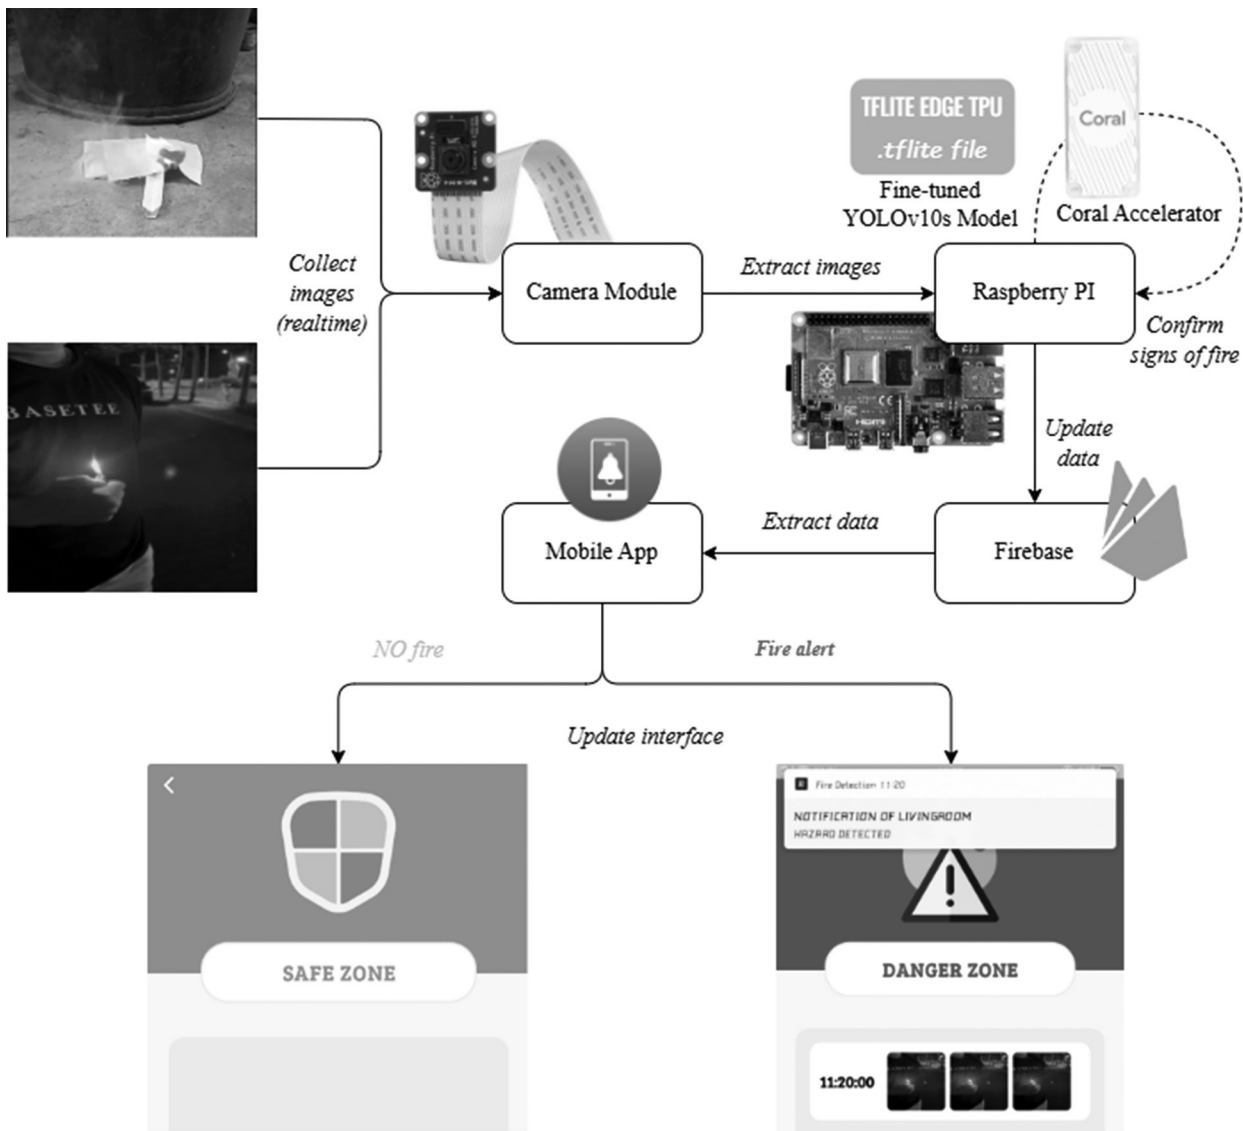 TFLITE EDGE TPU
.tflite file
Fine-tuned
YOLOv10s Model
Coral
Coral Accelerator
Collect
images
(realtime)
Camera Module
Extract images
Raspberry PI
Confirm
signs of fire
BASETEE
Update
data
Mobile App
Extract data
Firebase
NO fire
Fire alert
Update interface
SAFE ZONE
Fire Detection 11:20
NOTIFICATION OF LIVINGROOM
HAZARD DETECTED
DANGER ZONE
11:20:00